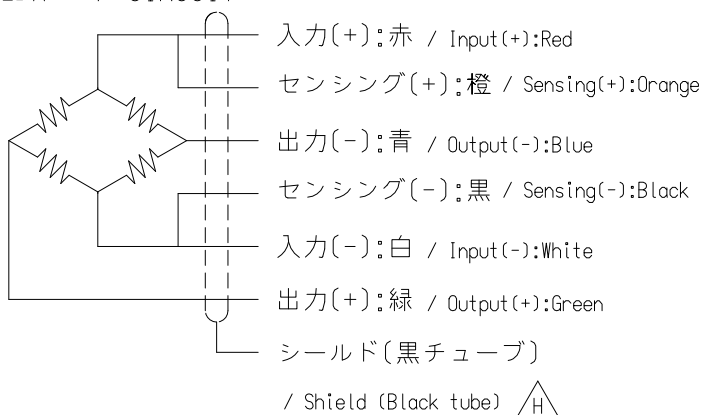 入力(+):赤 / Input(+):Red
センシング(+):橙 / Sensing(+):Orange
出力(-):青 / Output(-):Blue
センシング(-):黒 / Sensing(-):Black
入力(-):白 / Input(-):White
出力(+):緑 / Output(+):Green
シールド(黒チューブ)
/ Shield (Black tube) H